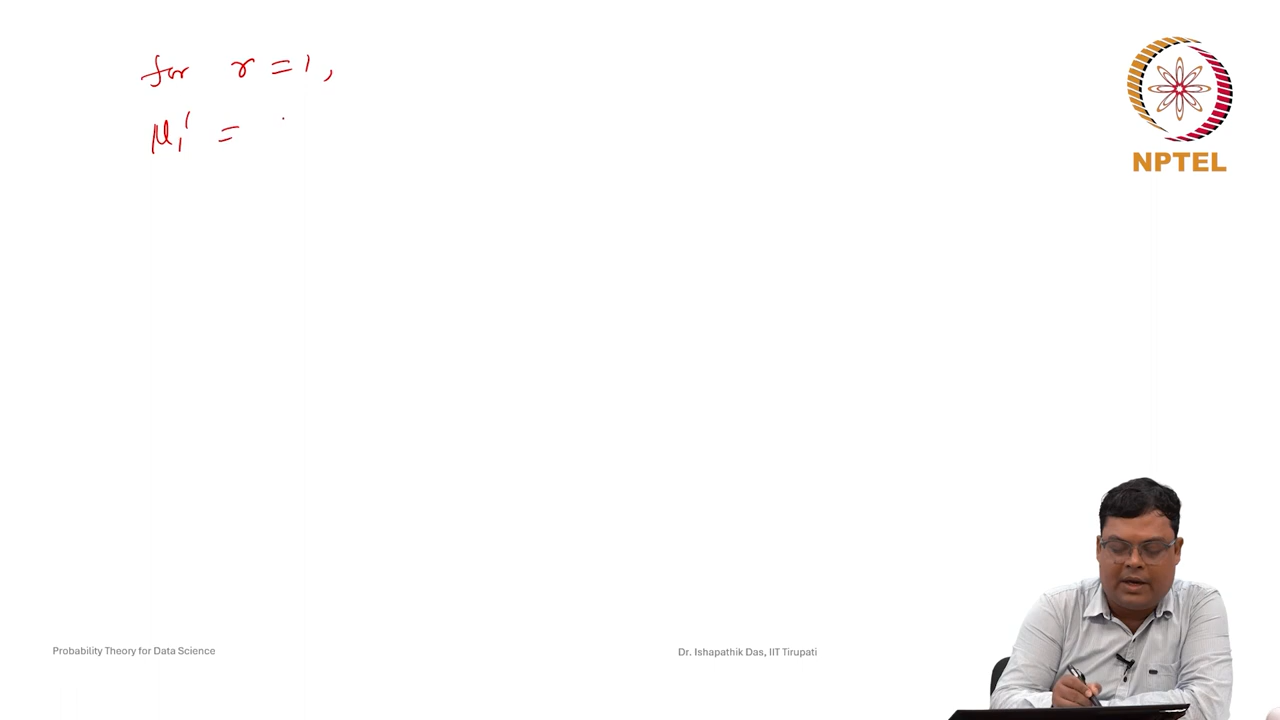 for r = 1,
μ₁' =
NPTEL
Probability Theory for Data Science
Dr. Ishapathik Das, IIT Tirupati